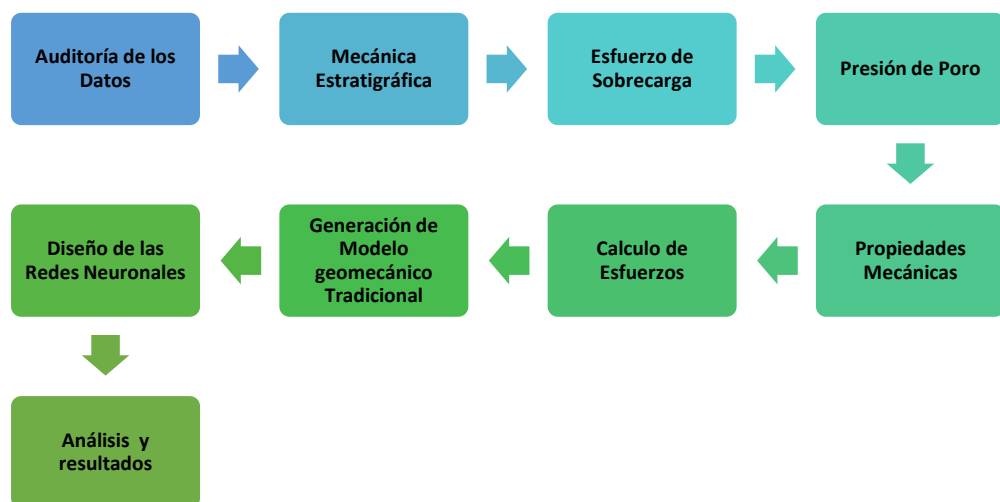 Auditoría de los
Datos
Mecánica
Estratigráfica
Esfuerzo de
Sobrecarga
Presión de Poro
Propiedades
Mecánicas
Calculo de
Esfuerzos
Generación de
Modelo
geomecánico
Tradicional
Diseño de las
Redes Neuronales
Análisis y
resultados